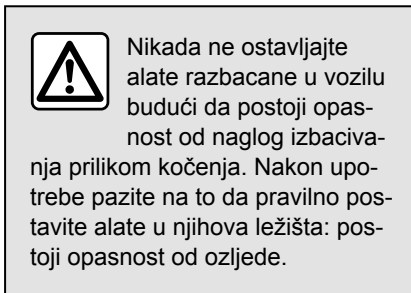 Nikada ne ostavljajte
alate razbacane u vozilu
budući da postoji opas-
nost od naglog izbaciva-
nja prilikom kočenja. Nakon upo-
trebe pazite na to da pravilno pos-
tavite alate u njihova ležišta: pos-
toji opasnost od ozljede.